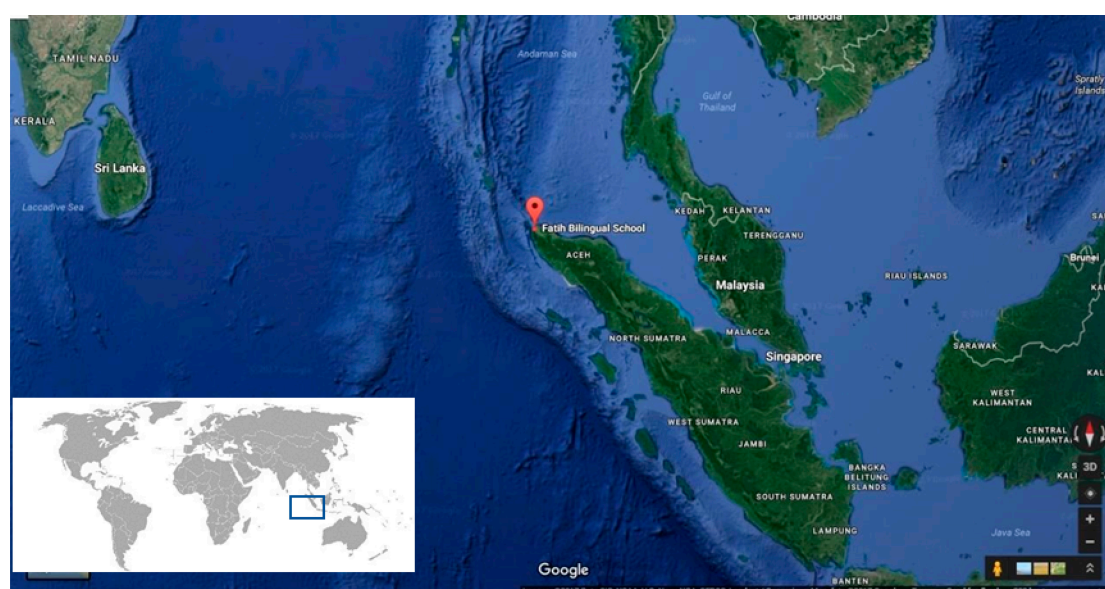 Cambodia
TAMIL NADU
Andaman Sea
Spratly
Islands
Gulf of
Thailand
KERALA
Sri Lanka
Laccadive Sea
KEDAH
KELANTAN
Fatih Bilingual School
TERENGGANU
ACEH
PERAK
Brunei
Malaysia
RIAU ISLANDS
NORTH SUMATRA
MALACCA
SARAWAK
Singapore
RIAU
WEST
KALIMANTAN
WEST SUMATRA
CENTRAL
KALIMANTA
JAMBI
BANGKA
BELITUNG
ISLANDS
3D
SOUTH SUMATRA
LAMPUNG
Java Sea
Google
BANTEN